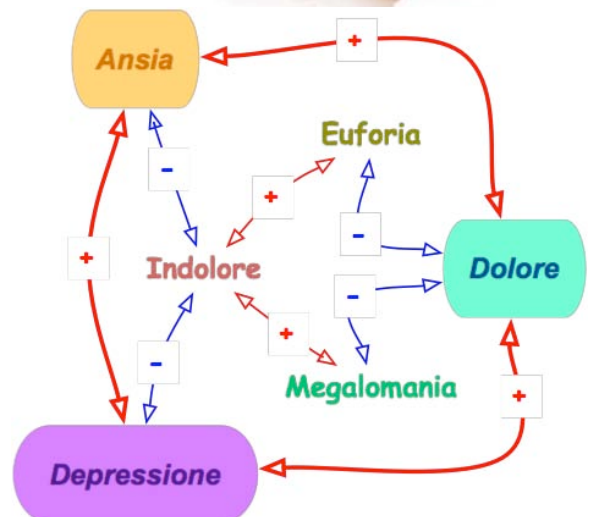 +
Ansia
Euforia
-
+
-
+
Indolore
Dolore
-
+
-
Megalomania
+
Depressione